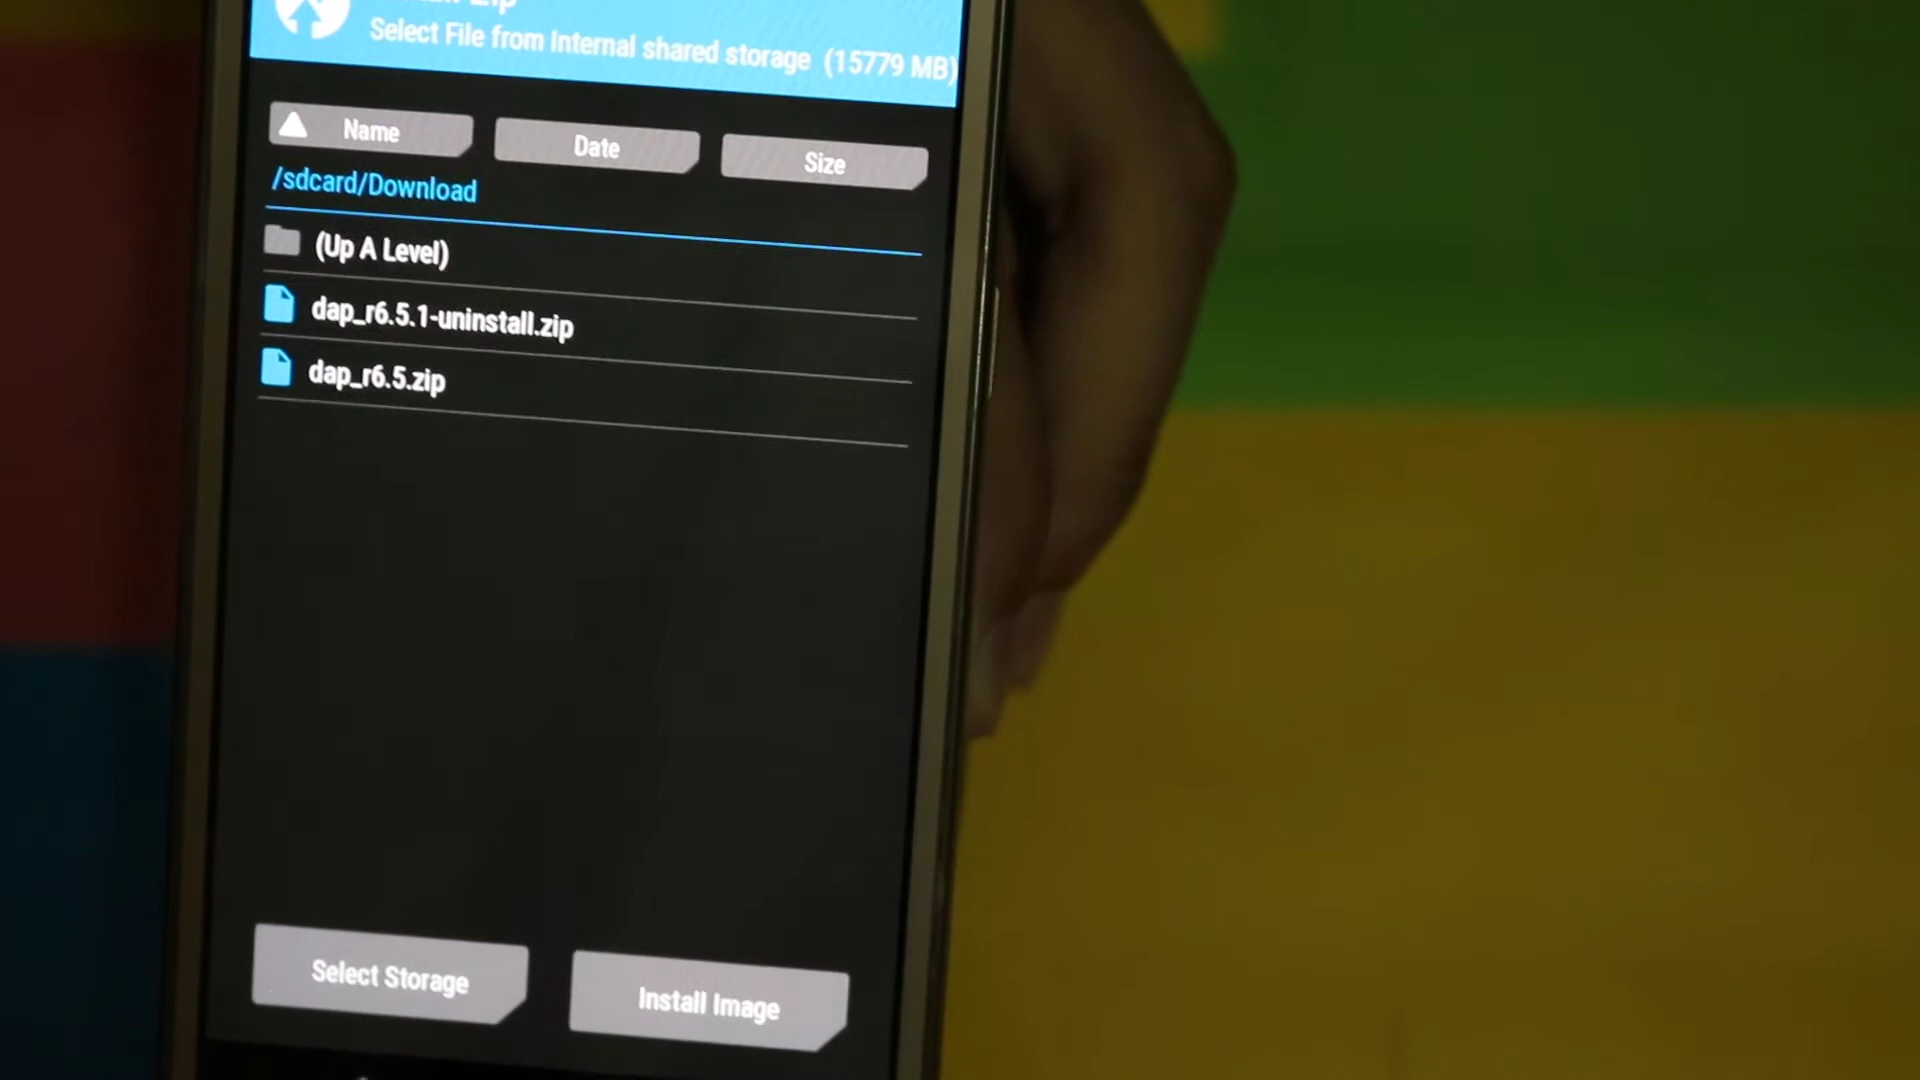 Zip
Select File from Internal shared storage (15779 MB)
Name
Date
Size
/sdcard/Download
(Up A Level)
dap_r6.5.1-uninstall.zip
dap_r6.5.zip
Select Storage
Install Image